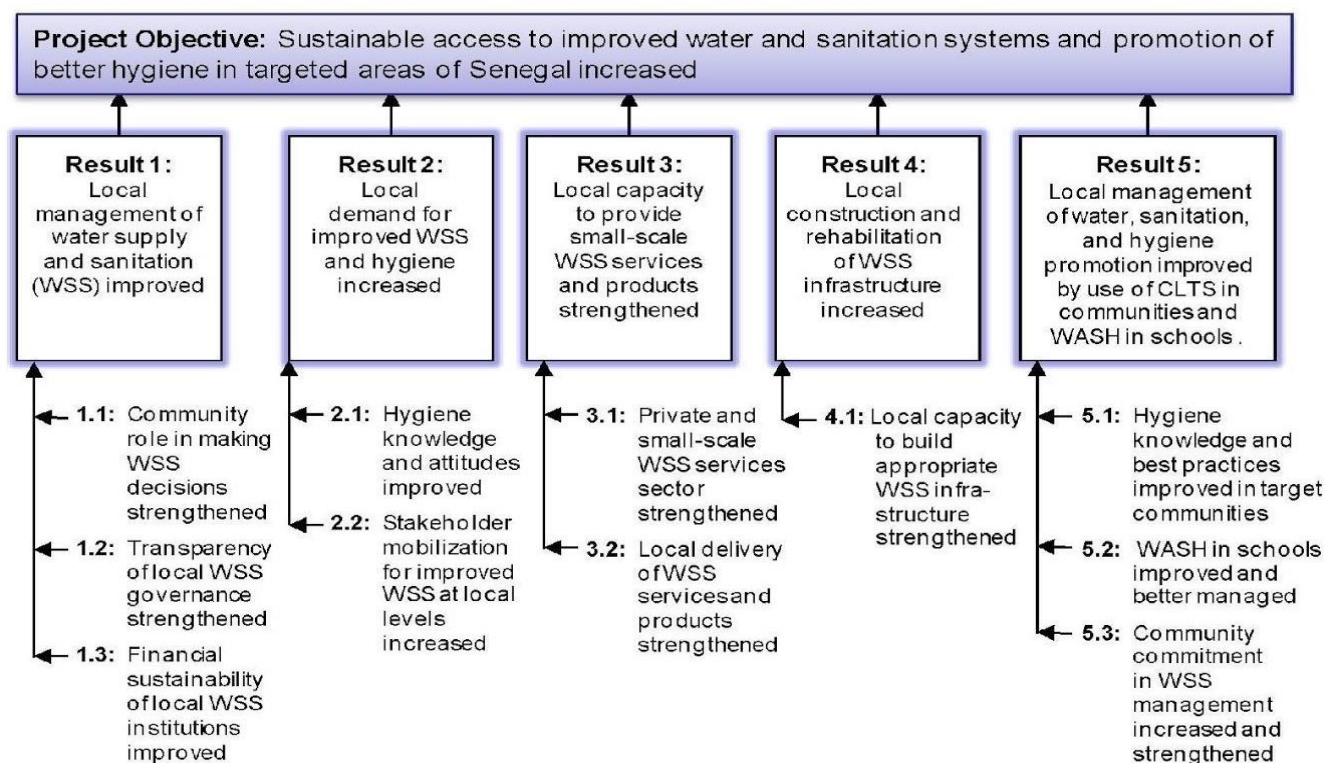 Project Objective: Sustainable access to improved water and sanitation systems and promotion of
better hygiene in targeted areas of Senegal increased
Result 1:
Local
management of
water supply
and sanitation
(WSS) improved
Result 2:
Local
demand for
improved WSS
and hygiene
increased
Result 3:
Local capacity
to provide
small-scale
WSS services
and products
strengthened
Result 4:
Local
construction and
rehabilitation
of WSS
infrastructure
increased
Result 5:
Local management
of water, sanitation,
and hygiene
promotion improved
by use of CLTS in
communities and
WASH in schools.
1.1: Community
role in making
WSS
decisions
strengthened
1.2: Transparency
of local WSS
governance
strengthened
1.3: Financial
sustainability
of local WSS
institutions
improved
2.1: Hygiene
knowledge
and attitudes
improved
2.2: Stakeholder
mobilization
for improved
WSS at local
levels
increased
3.1: Private and
small-scale
WSS services
sector
strengthened
3.2: Local delivery
of WSS
services and
products
strengthened
4.1: Local capacity
to build
appropriate
WSS infra-
structure
strengthened
5.1: Hygiene
knowledge and
best practices
improved in target
communities
5.2: WASH in schools
improved and
better managed
5.3: Community
commitment
in WSS
management
increased and
strengthened